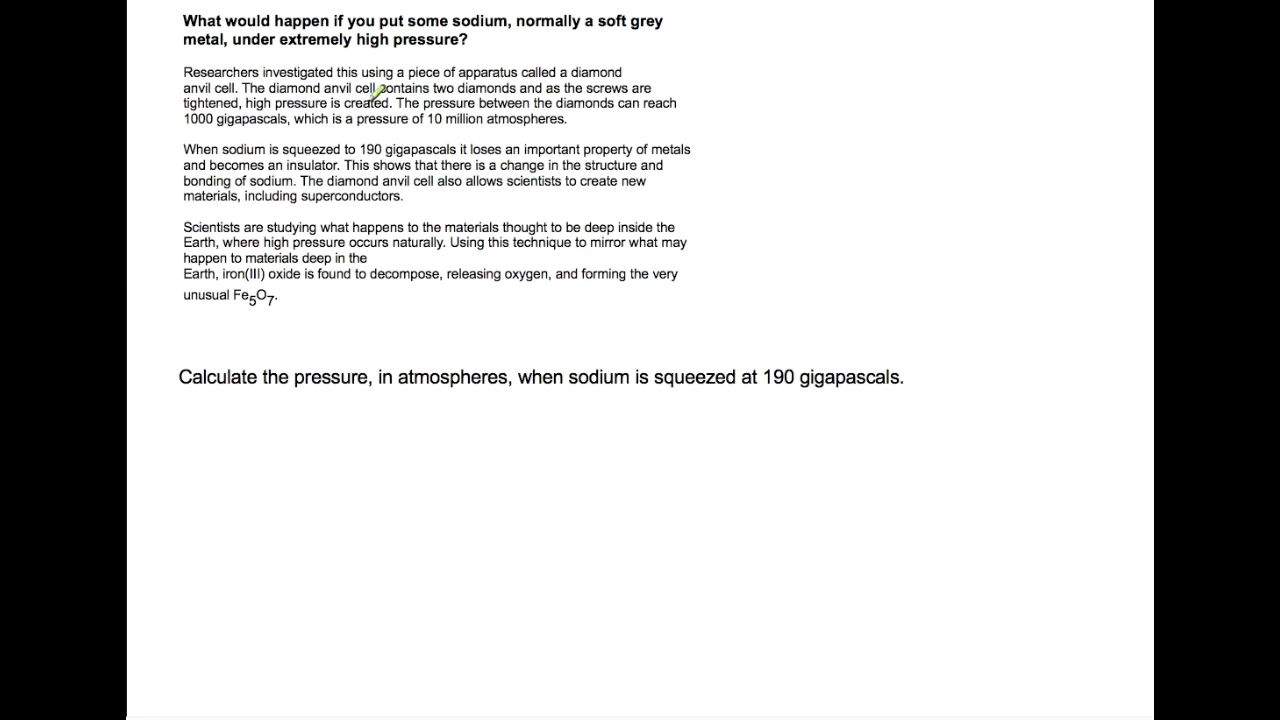 What would happen if you put some sodium, normally a soft grey
metal, under extremely high pressure?
Researchers investigated this using a piece of apparatus called a diamond
anvil cell. The diamond anvil cell contains two diamonds and as the screws are
tightened, high pressure is created. The pressure between the diamonds can reach
1000 gigapascals, which is a pressure of 10 million atmospheres.
When sodium is squeezed to 190 gigapascals it loses an important property of metals
and becomes an insulator. This shows that there is a change in the structure and
bonding of sodium. The diamond anvil cell also allows scientists to create new
materials, including superconductors.
Scientists are studying what happens to the materials thought to be deep inside the
Earth, where high pressure occurs naturally. Using this technique to mirror what may
happen to materials deep in the
Earth, iron(III) oxide is found to decompose, releasing oxygen, and forming the very
unusual Fe₅O₇.
Calculate the pressure, in atmospheres, when sodium is squeezed at 190 gigapascals.